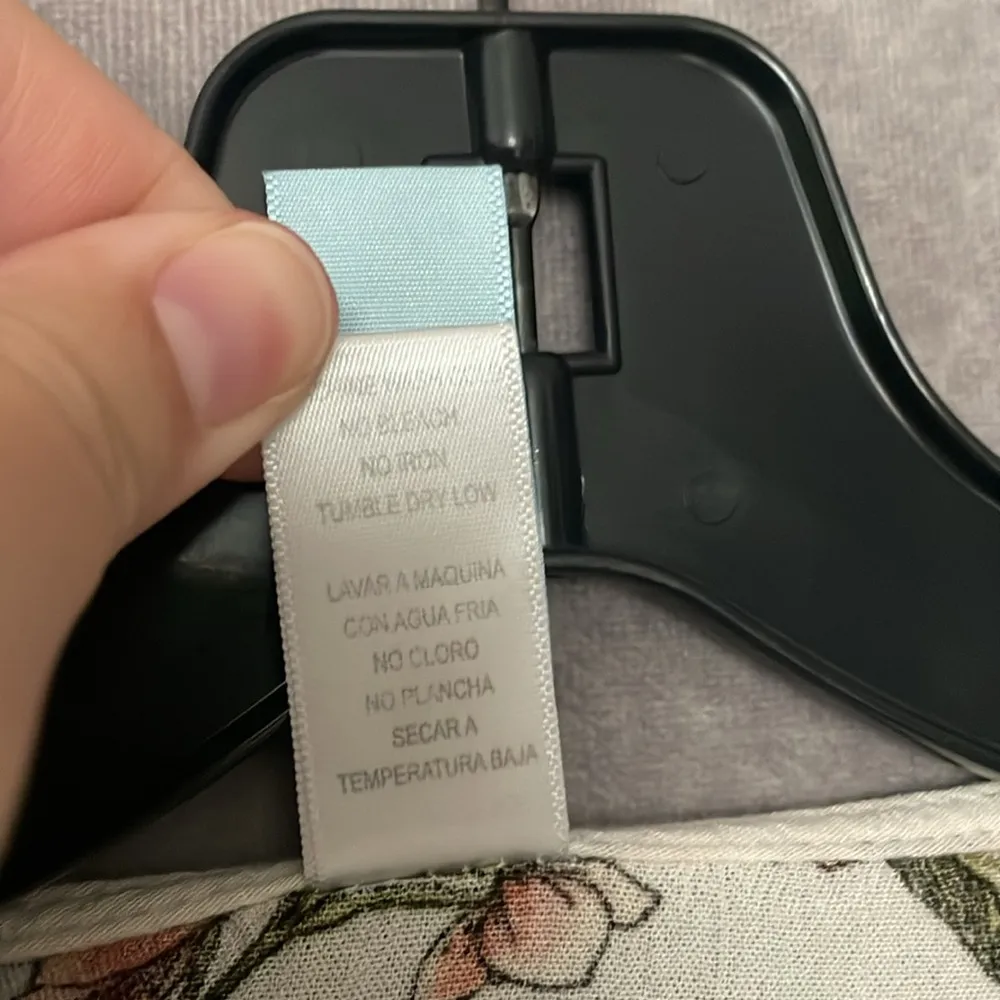 NO BLEACH
NO IRON
TUMBLE DRY LOW
LAVAR A MAQUINA
CON AGUA FRIA
NO CLORO
NO PLANCHA
SECAR A
TEMPERATURA BAJA